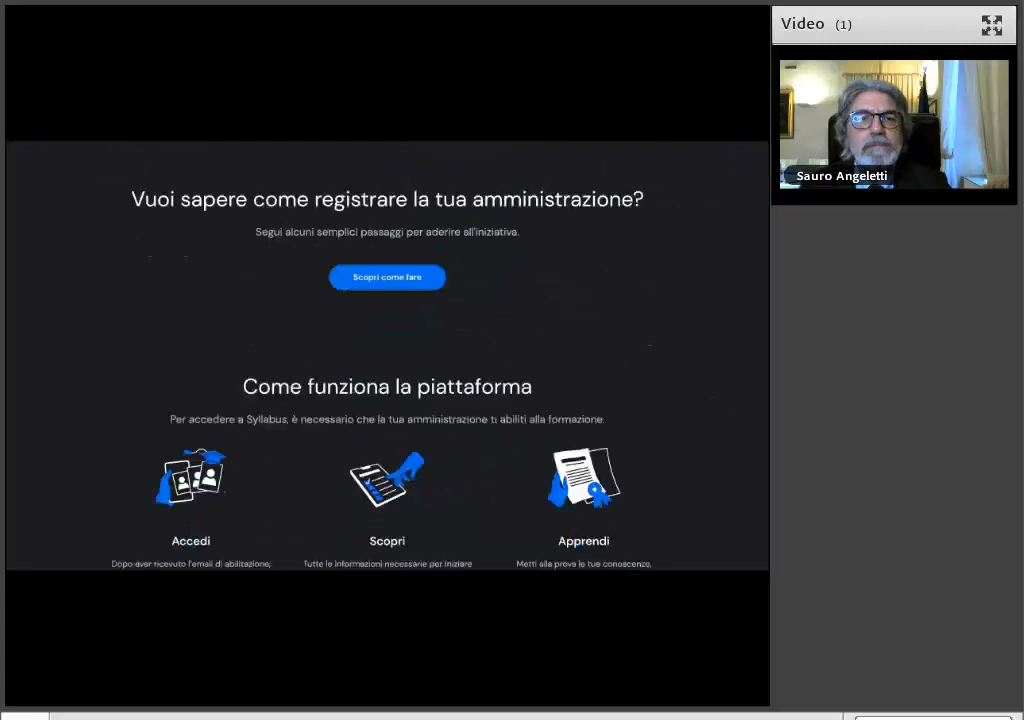 Video (1)
Sauro Angeletti
Vuoi sapere come registrare la tua amministrazione?
Segui alcuni semplici passaggi per aderire all'iniziativa.
Scopri come fare
Come funziona la piattaforma
Per accedere a Syllabus, è necessario che la tua amministrazione ti abiliti alla formazione.
Accedi
Scopri
Apprendi
Dopo aver ricevuto l'email di abilitazione,
Tutte le informazioni necessarie per iniziare
Metti alla prova le tue conoscenze,